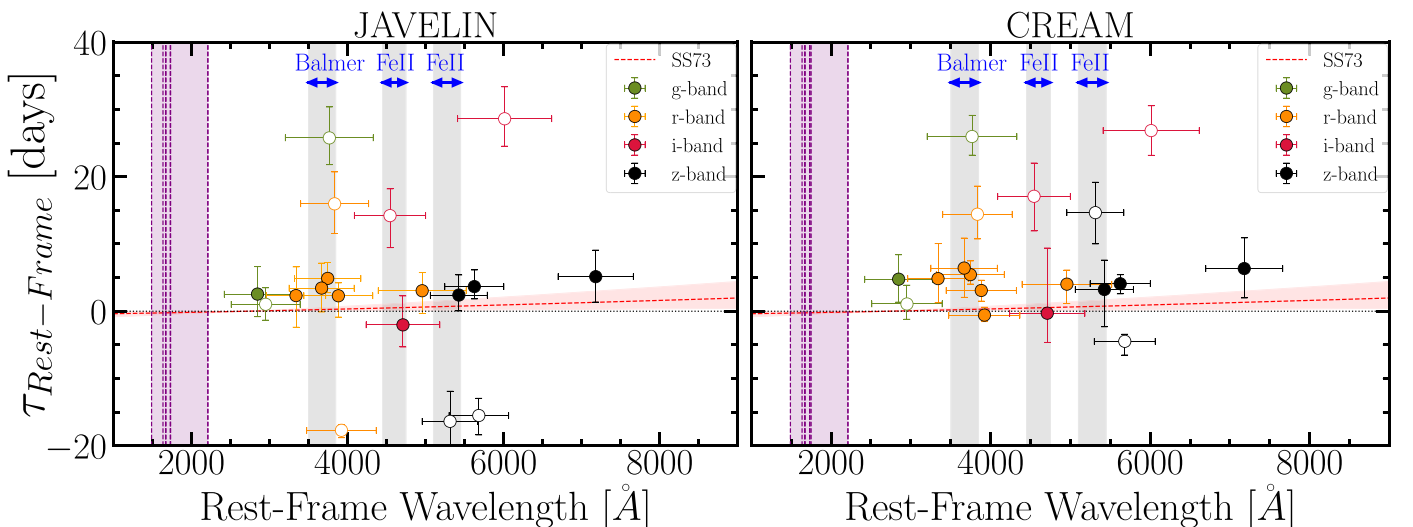 JAVELIN
CREAM
τRest−Frame [days]
40
20
0
−20
Balmer FeII FeII
SS73
g-band
r-band
i-band
z-band
2000 4000 6000 8000
Rest-Frame Wavelength [Å]
Balmer FeII FeII
SS73
g-band
r-band
i-band
z-band
2000 4000 6000 8000
Rest-Frame Wavelength [Å]